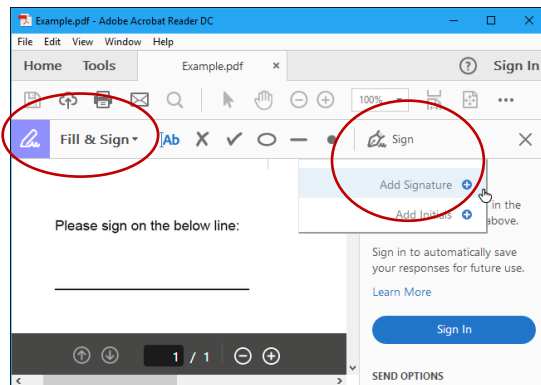 Example.pdf - Adobe Acrobat Reader DC
File Edit View Window Help
Home Tools Example.pdf × ? Sign In
100%
Fill & Sign Ab Sign
Add Signature
in the
Add Initials above.
Please sign on the below line:
Sign in to automatically save
your responses for future use.
Learn More
Sign In
1 / 1
SEND OPTIONS